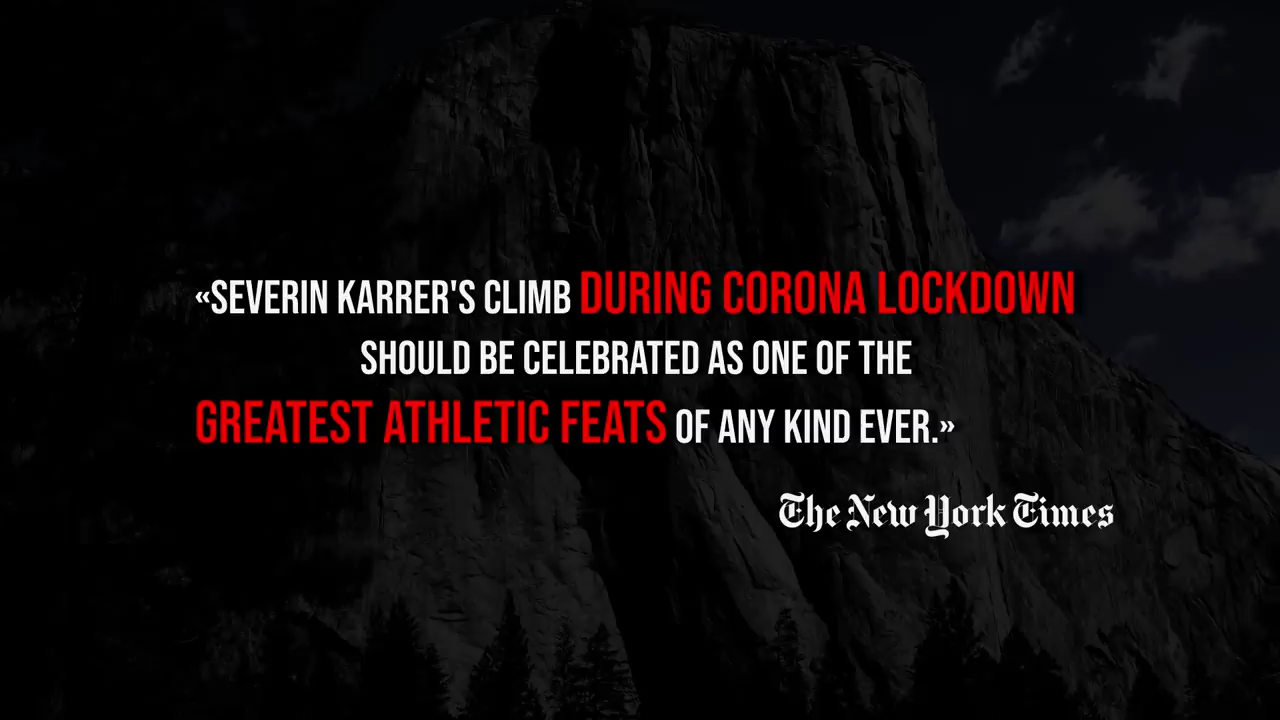 «SEVERIN KARRER'S CLIMB DURING CORONA LOCKDOWN
SHOULD BE CELEBRATED AS ONE OF THE
GREATEST ATHLETIC FEATS OF ANY KIND EVER.»
The New York Times